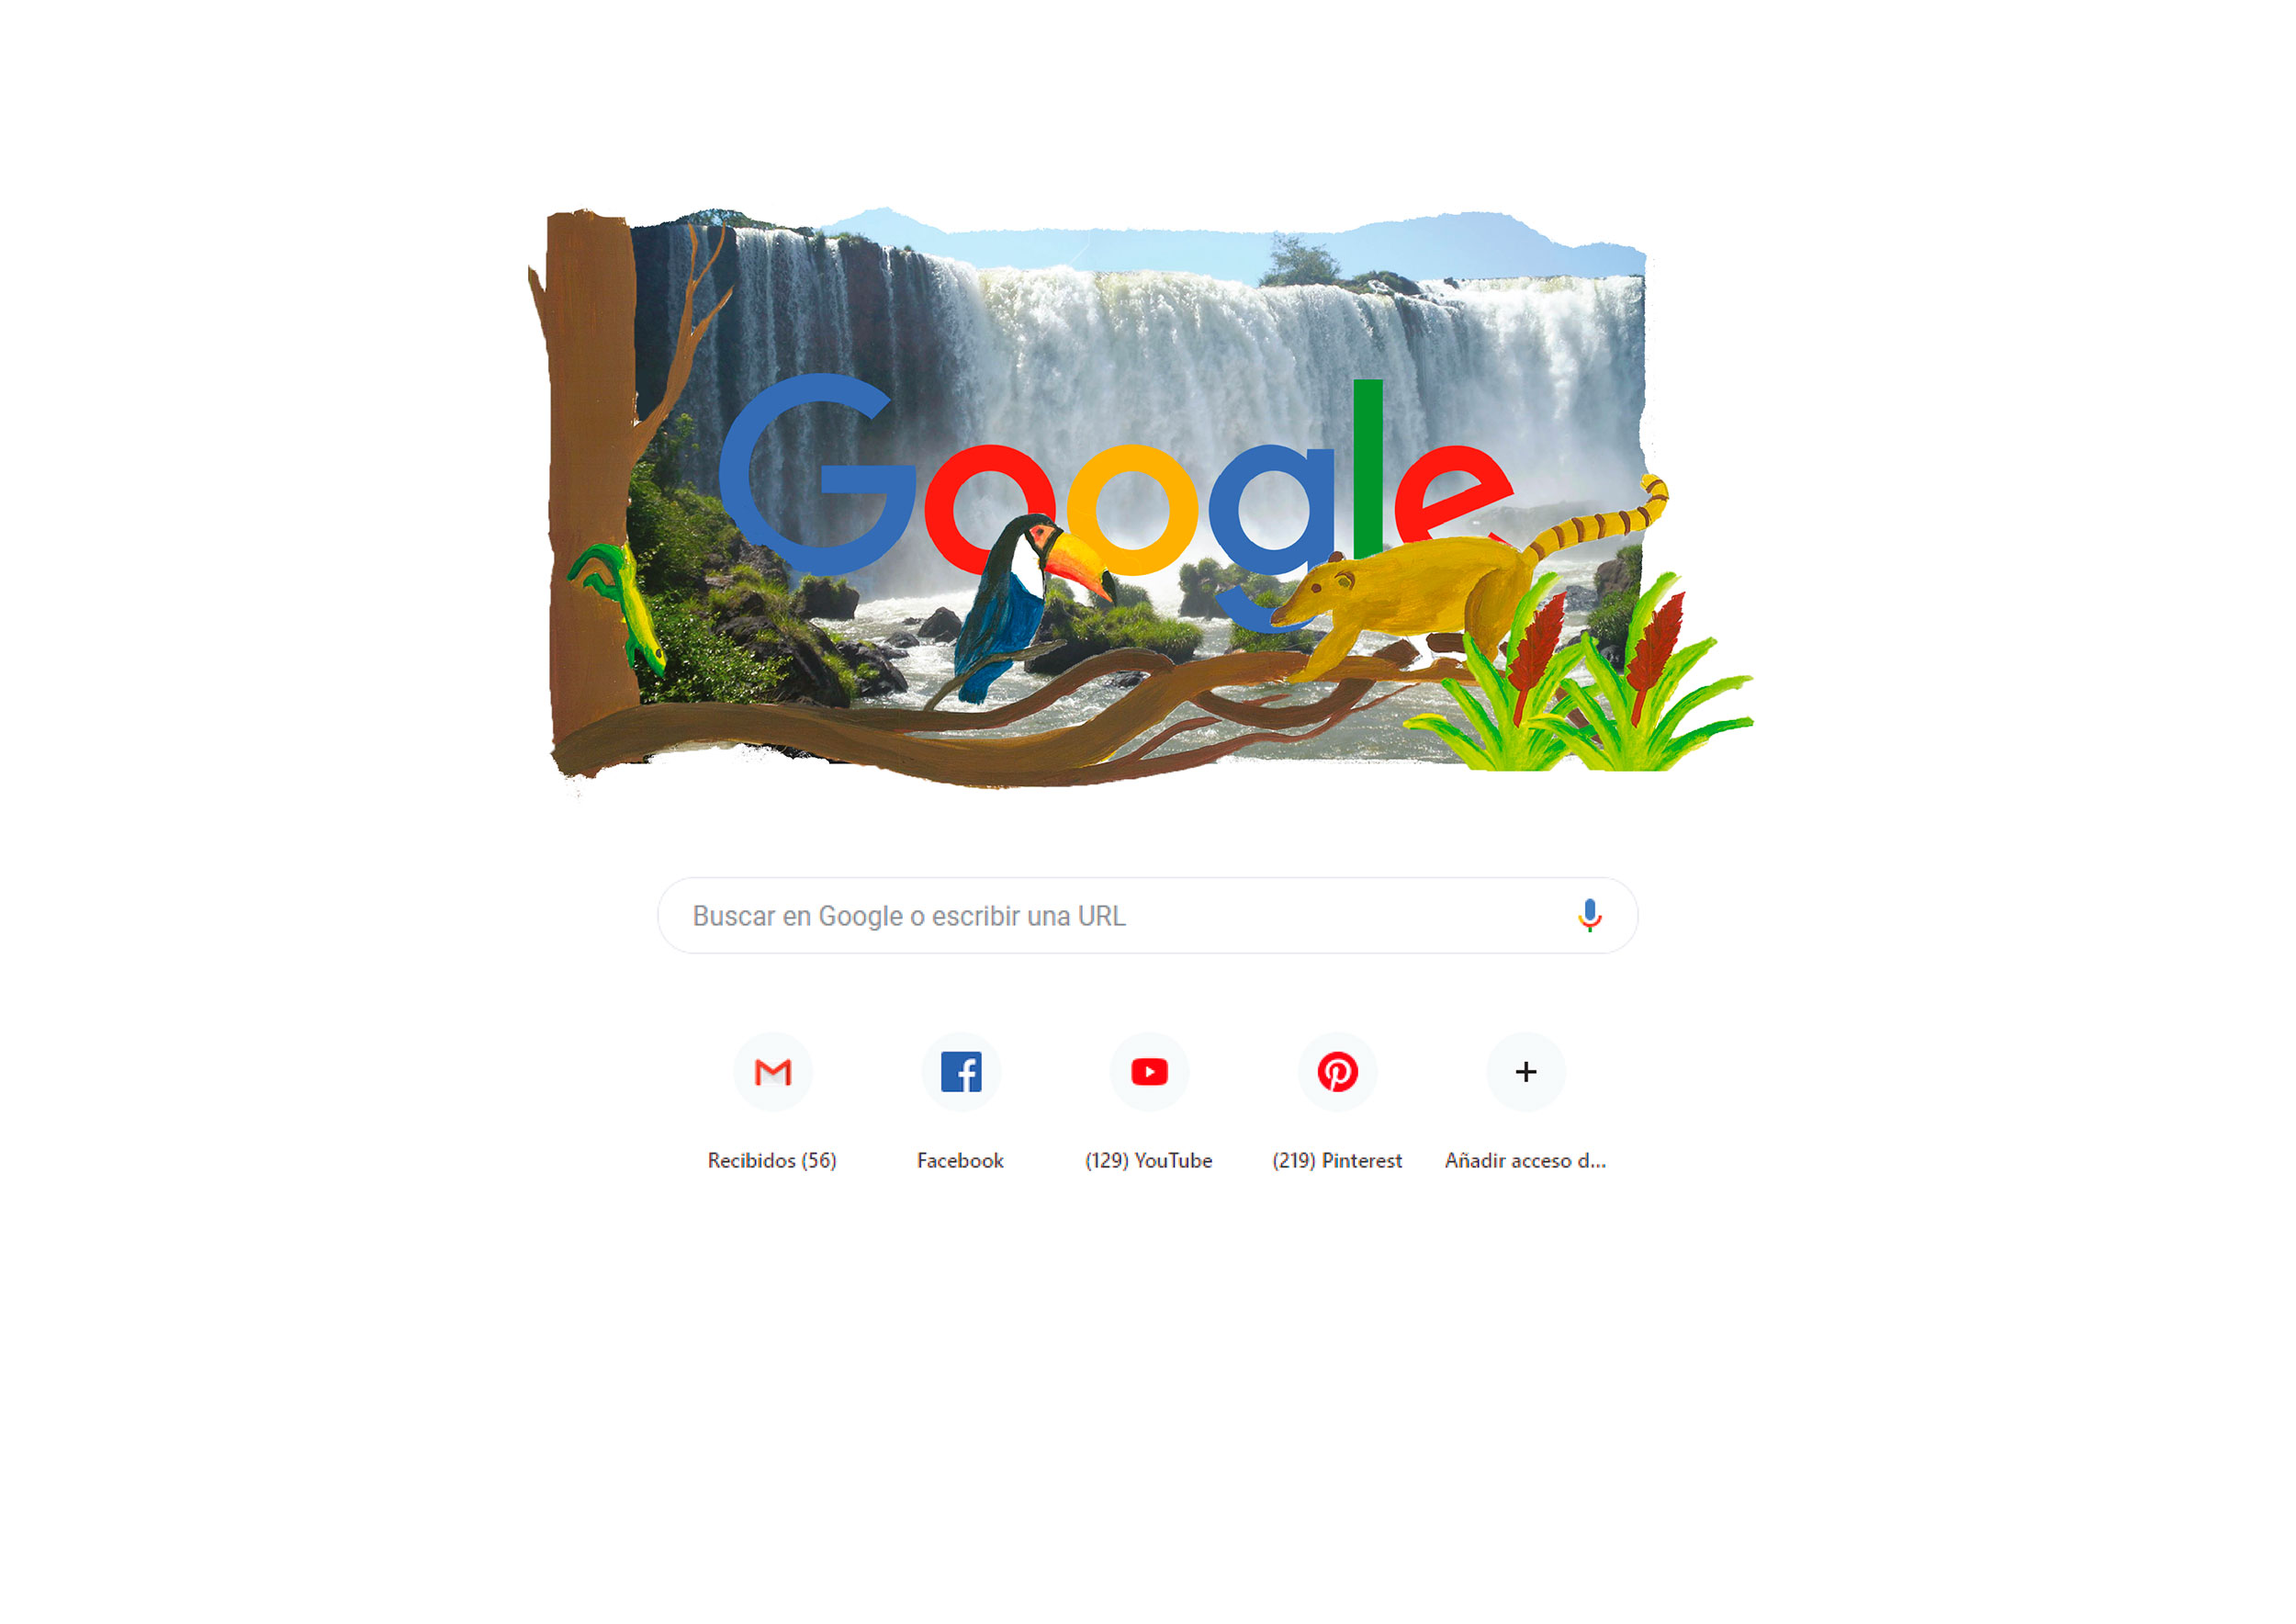 Google
Buscar en Google o escribir una URL
Recibidos (56)
Facebook
(129) YouTube
(219) Pinterest
Añadir acceso d...